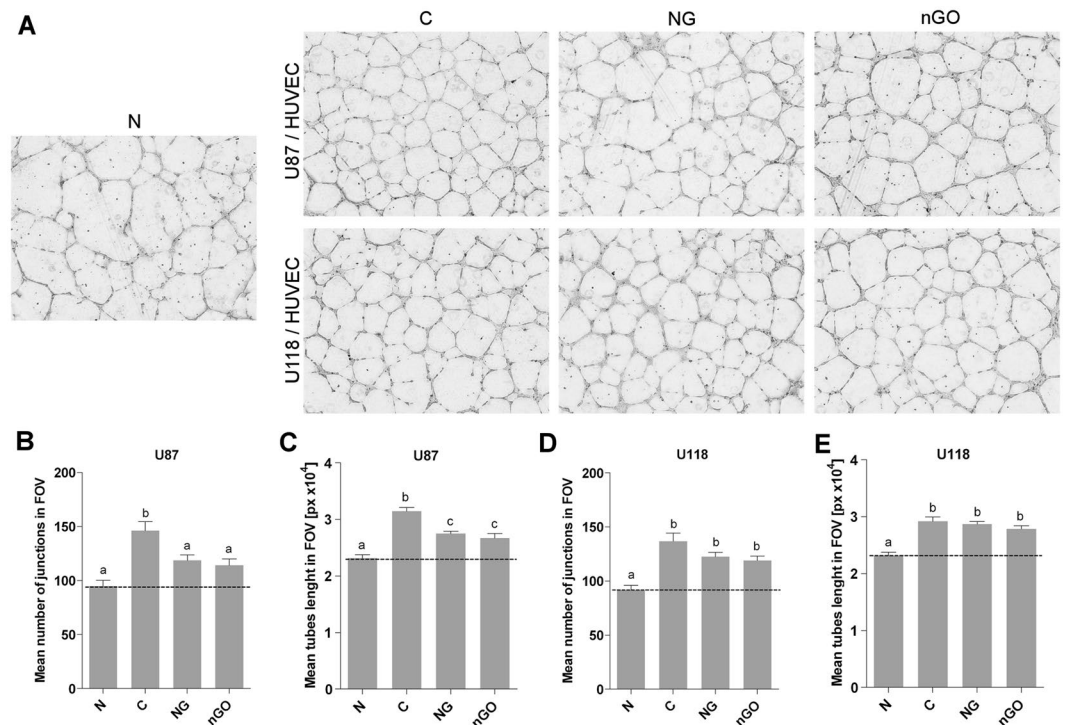 A
C NG nGO
N
U87 / HUVEC
U118 / HUVEC
B
U87
Mean number of junctions in FOV
200
150
100
50
0
a b a a
N C NG nGO
C
U87
Mean tubes lenght in FOV [px x10⁴]
4
3
2
1
0
a b c c
N C NG nGO
D
U118
Mean number of junctions in FOV
200
150
100
50
0
a b b b
N C NG nGO
E
U118
Mean tubes lenght in FOV [px x10⁴]
4
3
2
1
0
a b b b
N C NG nGO